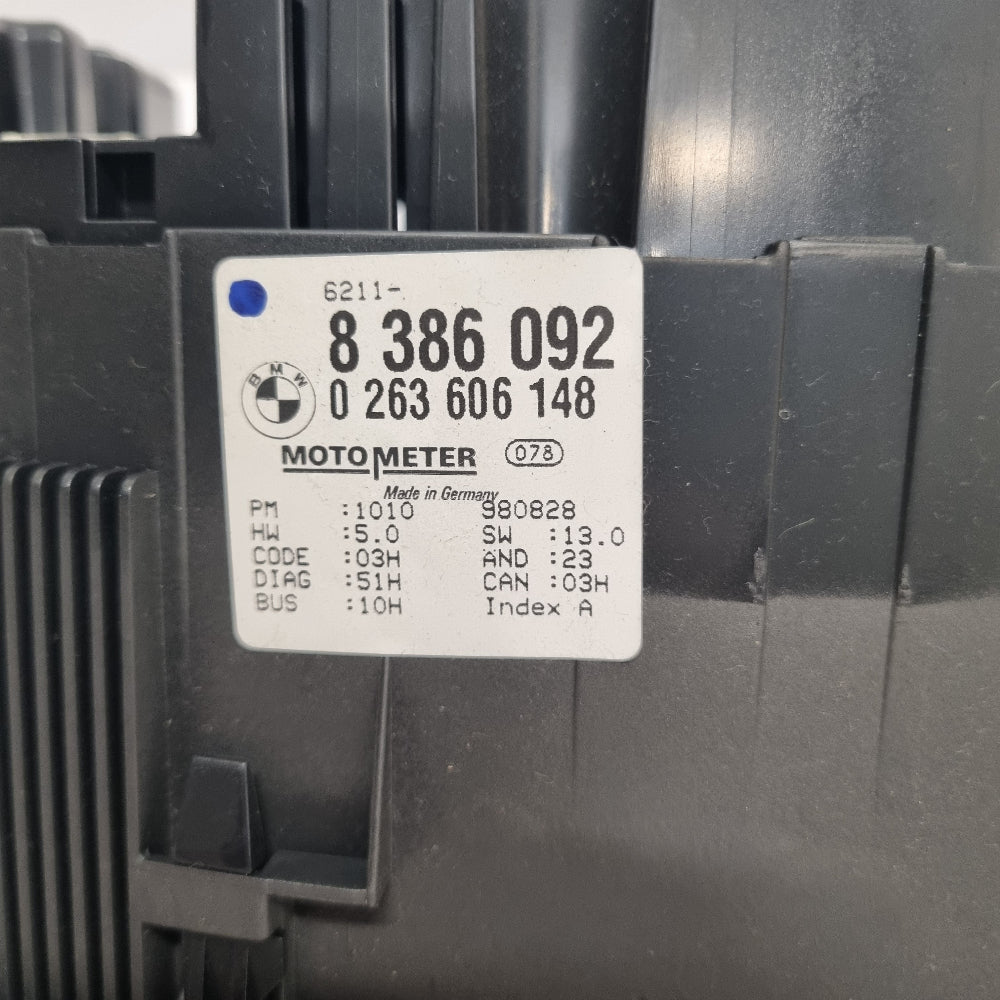 6211-
8 386 092
BMW
0 263 606 148
MOTOMETER 078
Made in Germany
PM :1010 980828
HW :5.0 SW :13.0
CODE :03H AND :23
DIAG :51H CAN :03H
BUS :10H Index A